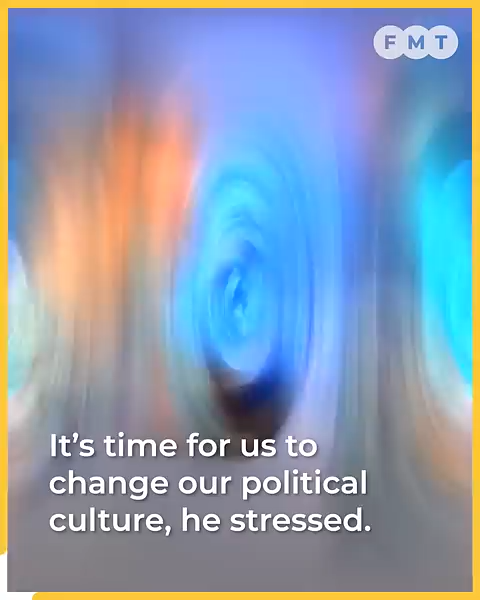 FMT
It's time for us to
change our political
culture, he stressed.